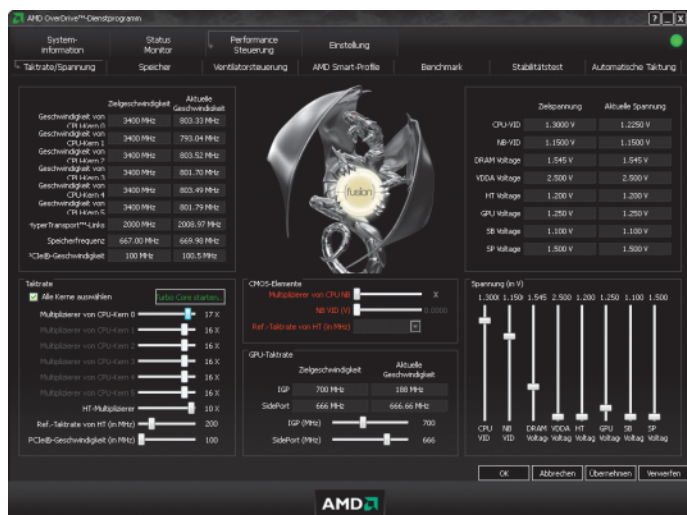 AMD OverDrive™-Dienstprogramm
System-
information
Status
Monitor
Performance
Steuerung
Einstellung
Taktrate/Spannung
Speicher
Ventilatorsteuerung
AMD Smart-Profile
Benchmark
Stabilitätstest
Automatische Taktung
Zielgeschwindigkeit
Aktuelle
Geschwindigkeit
Geschwindigkeit von
CPU-Kern 0
3400 MHz
803.33 MHz
Geschwindigkeit von
CPU-Kern 1
3400 MHz
793.04 MHz
Geschwindigkeit von
CPU-Kern 2
3400 MHz
803.52 MHz
Geschwindigkeit von
CPU-Kern 3
3400 MHz
801.70 MHz
Geschwindigkeit von
CPU-Kern 4
3400 MHz
803.49 MHz
Geschwindigkeit von
CPU-Kern 5
3400 MHz
801.79 MHz
HyperTransport™-Links
2000 MHz
2008.97 MHz
Speicherfrequenz
667.00 MHz
669.98 MHz
PCIe®-Geschwindigkeit
100 MHz
100.5 MHz
fusion
Zielspannung
Aktuelle Spannung
CPU-VID
1.3000 V
1.2250 V
NB-VID
1.1500 V
1.1500 V
DRAM Voltage
1.545 V
1.545 V
VDDA Voltage
2.500 V
2.500 V
HT Voltage
1.200 V
1.200 V
GPU Voltage
1.250 V
1.250 V
SB Voltage
1.100 V
1.100 V
SP Voltage
1.500 V
1.500 V
Taktrate
Alle Kerne auswählen
Turbo Core starten...
Multiplizierer von CPU-Kern 0
17 X
Multiplizierer von CPU-Kern 1
16 X
Multiplizierer von CPU-Kern 2
16 X
Multiplizierer von CPU-Kern 3
16 X
Multiplizierer von CPU-Kern 4
16 X
Multiplizierer von CPU-Kern 5
16 X
HT-Multiplizierer
10 X
Ref.-Taktrate von HT (in MHz)
200
PCIe®-Geschwindigkeit (in MHz)
100
CMOS-Elemente
Multiplizierer von CPU NB
X
NB VID (V)
0.0000
Ref.-Taktrate von HT (in MHz)
GPU-Taktrate
Zielgeschwindigkeit
Aktuelle
Geschwindigkeit
IGP
700 MHz
188 MHz
SidePort
666 MHz
666.66 MHz
IGP (MHz)
700
SidePort (MHz)
666
Spannung (in V)
1.300( 1.150 1.545 2.500 1.200 1.250 1.100 1.500
CPU NB DRAM VDDA HT GPU SB SP
VID VID Voltag Voltag Voltag Voltag Voltag Voltag
OK
Abbrechen
Übernehmen
Verwerfen
AMD